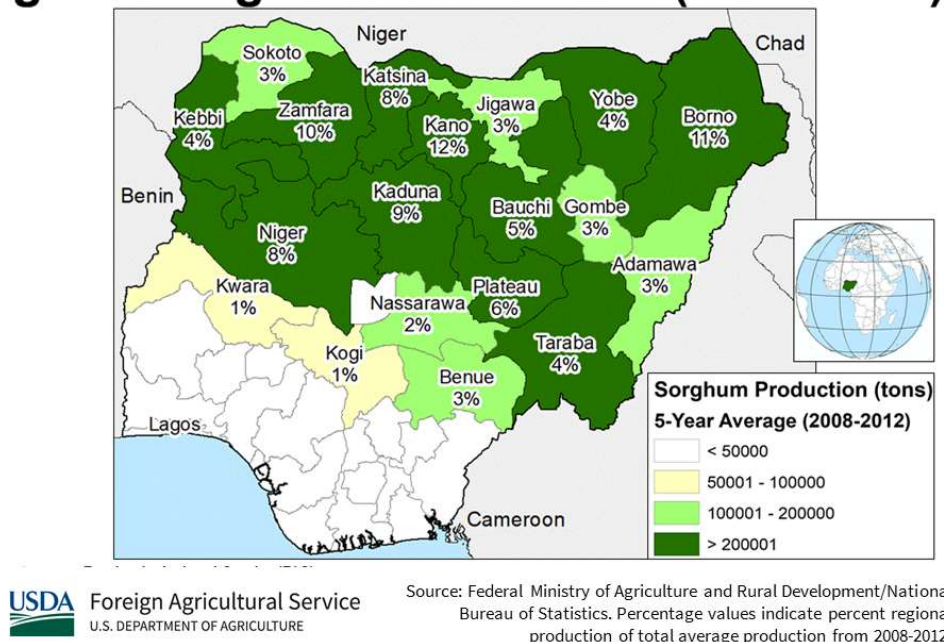 Niger
Chad
Sokoto
3%
Katsina
8%
Jigawa
3%
Yobe
4%
Borno
11%
Kebbi
4%
Zamfara
10%
Kano
12%
Benin
Kaduna
9%
Bauchi
5%
Gombe
3%
Niger
8%
Adamawa
3%
Kwara
1%
Nassarawa
2%
Plateau
6%
Kogi
1%
Taraba
4%
Benue
3%
Lagos
Cameroon
Sorghum Production (tons)
5-Year Average (2008-2012)
< 50000
50001 - 100000
100001 - 200000
> 200001
USDA
Foreign Agricultural Service
U.S. DEPARTMENT OF AGRICULTURE
Source: Federal Ministry of Agriculture and Rural Development/Nationa
Bureau of Statistics. Percentage values indicate percent regiona
production of total average production from 2008-2012